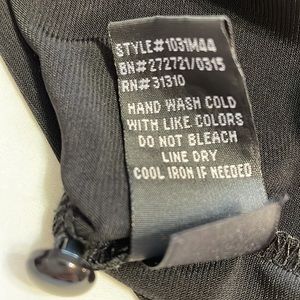 STYLE#1031M44
BN#272721/0315
RN#31310
HAND WASH COLD
WITH LIKE COLORS
DO NOT BLEACH
LINE DRY
COOL IRON IF NEEDED